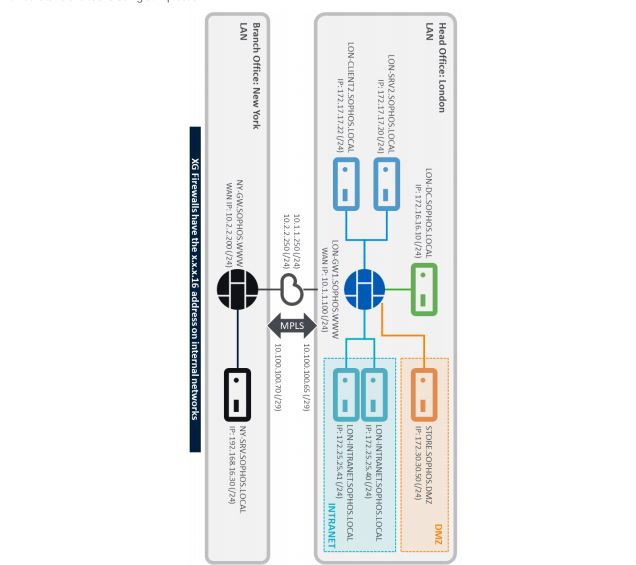 Head Office: London
LAN
LON-DC.SOPHOS.LOCAL
IP: 172.16.16.10 (/24)
DMZ
STORE.SOPHOS.DMZ
IP: 172.30.30.50 (/24)
LON-SRV2.SOPHOS.LOCAL
IP: 172.17.17.20 (/24)
LON-CLIENT2.SOPHOS.LOCAL
IP: 172.17.17.22 (/24)
LON-INTRANET.SOPHOS.LOCAL
IP: 172.25.25.40 (/24)
LON-INTRANET.SOPHOS.LOCAL
IP: 172.25.25.41 (/24)
INTRANET
LON-GW1.SOPHOS.WWW
WAN IP: 10.1.1.100 (/24)
10.1.1.250 (/24)
10.2.2.250 (/24)
MPLS
10.100.100.65 (/29)
10.100.100.70 (/29)
Branch Office: New York
LAN
NY-GW.SOPHOS.WWW
WAN IP: 10.2.2.200 (/24)
NY-SRV.SOPHOS.LOCAL
IP: 192.168.16.30 (/24)
XG Firewalls have the x.x.x.16 address on internal networks